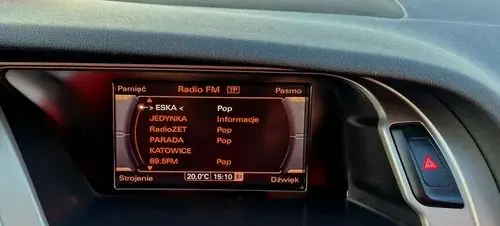 Pamięć Radio FM TP Pasmo
-> ESKA < Pop
JEDYNKA Informacje
RadioZET Pop
PARADA Pop
KATOWICE
89.5FM Pop
Strojenie 20,0°C 15:10 Dźwięk